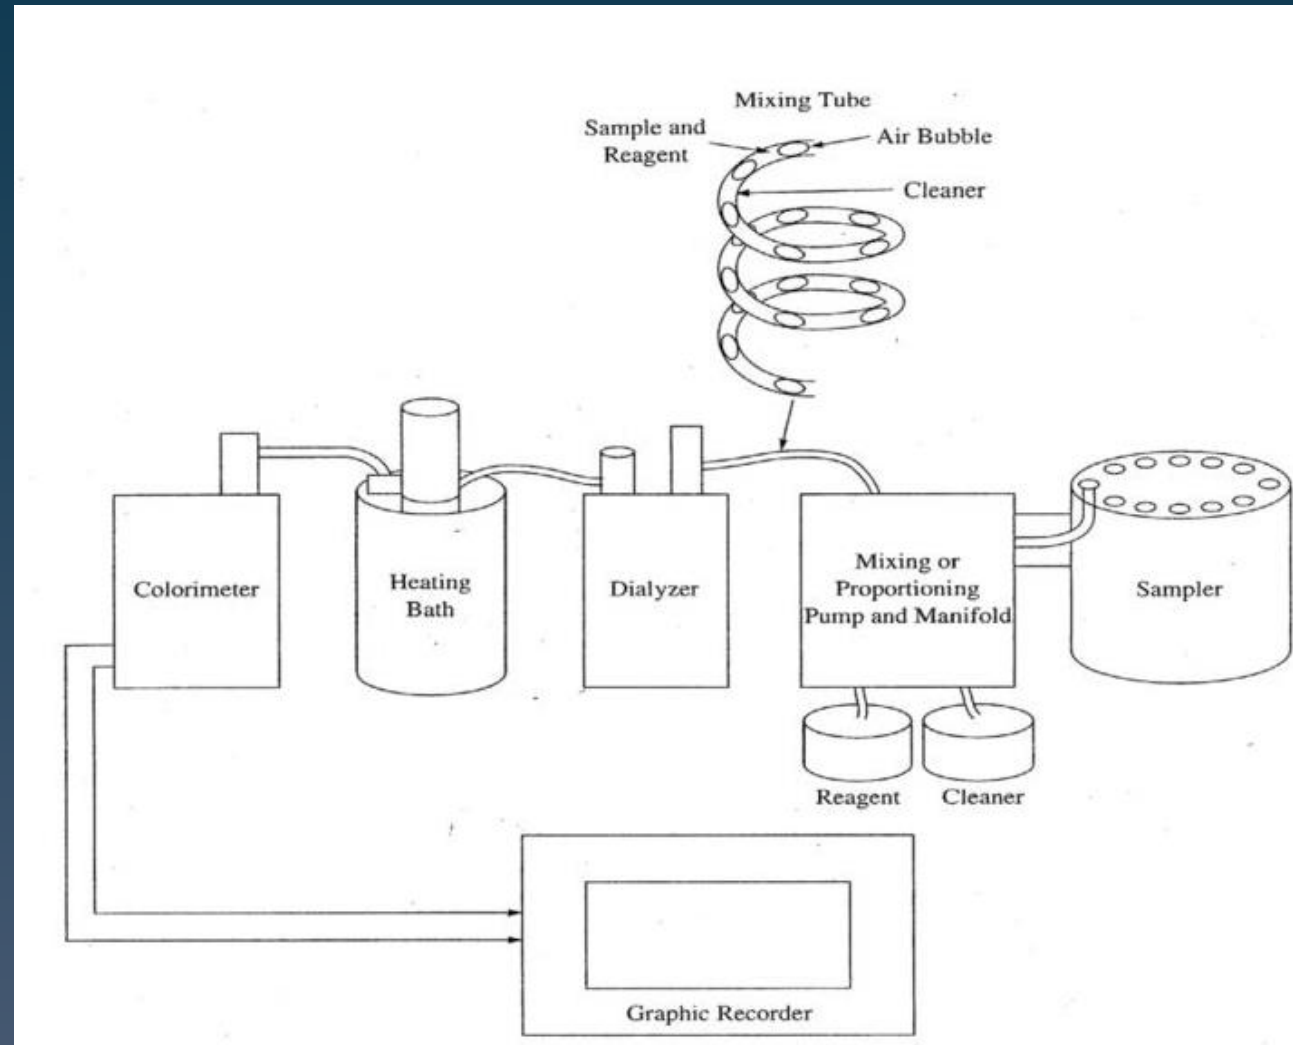 Mixing Tube
Sample and
Reagent
Air Bubble
Cleaner
Colorimeter
Heating
Bath
Dialyzer
Mixing or
Proportioning
Pump and Manifold
Sampler
Reagent
Cleaner
Graphic Recorder